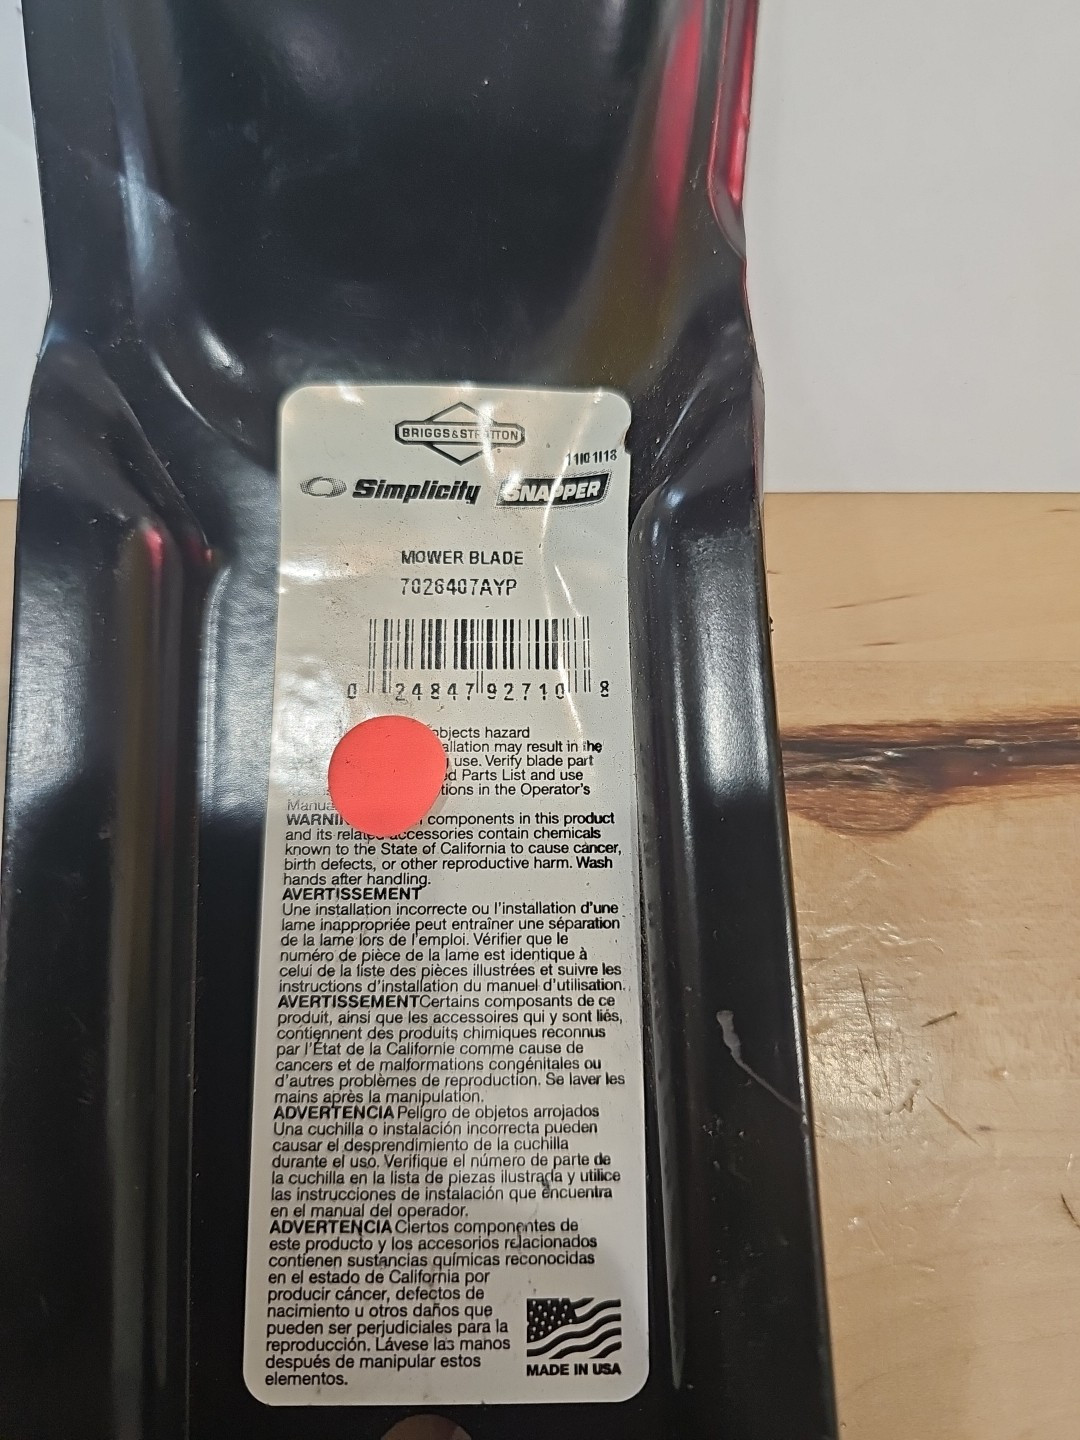 BRIGGS&STRATTON
Simplicity SNAPPER
MOWER BLADE
7026407AYP
0 24847 92710 8
objects hazard
allation may result in the
use. Verify blade part
d Parts List and use
tions in the Operator's
Manua
WARNI components in this product
and its related accessories contain chemicals
known to the State of California to cause cancer,
birth defects, or other reproductive harm. Wash
hands after handling.
AVERTISSEMENT
Une installation incorrecte ou l'installation d'une
lame inappropriée peut entraîner une séparation
de la lame lors de l'emploi. Vérifier que le
numéro de pièce de la lame est identique à
celui de la liste des pièces illustrées et suivre les
instructions d'installation du manuel d'utilisation.
AVERTISSEMENT Certains composants de ce
produit, ainsi que les accessoires qui y sont liés,
contiennent des produits chimiques reconnus
par l'État de la Californie comme cause de
cancers et de malformations congénitales ou
d'autres problèmes de reproduction. Se laver les
mains après la manipulation.
ADVERTENCIA Peligro de objetos arrojados
Una cuchilla o instalación incorrecta pueden
causar el desprendimiento de la cuchilla
durante el uso. Verifique el número de parte de
la cuchilla en la lista de piezas ilustrada y utilice
las instrucciones de instalación que encuentra
en el manual del operador.
ADVERTENCIA Ciertos componentes de
este producto y los accesorios relacionados
contienen sustancias químicas reconocidas
en el estado de California por
producir cáncer, defectos de
nacimiento u otros daños que
pueden ser perjudiciales para la
reproducción. Lávese las manos
después de manipular estos
elementos.
MADE IN USA